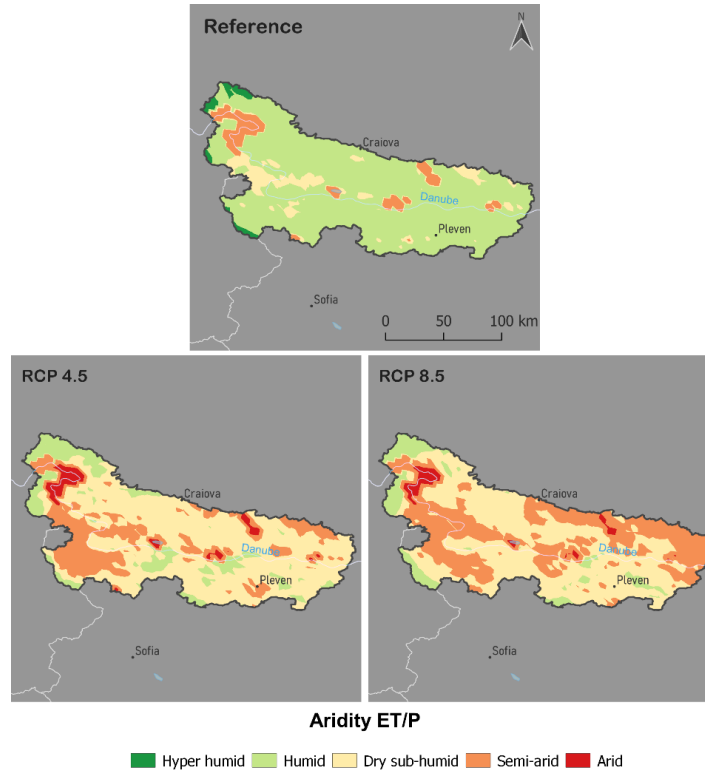 Reference
N
Craiova
Danube
Pleven
Sofia
0 50 100 km
RCP 4.5
Craiova
Danube
Pleven
Sofia
RCP 8.5
Craiova
Danube
Pleven
Sofia
Aridity ET/P
Hyper humid Humid Dry sub-humid Semi-arid Arid